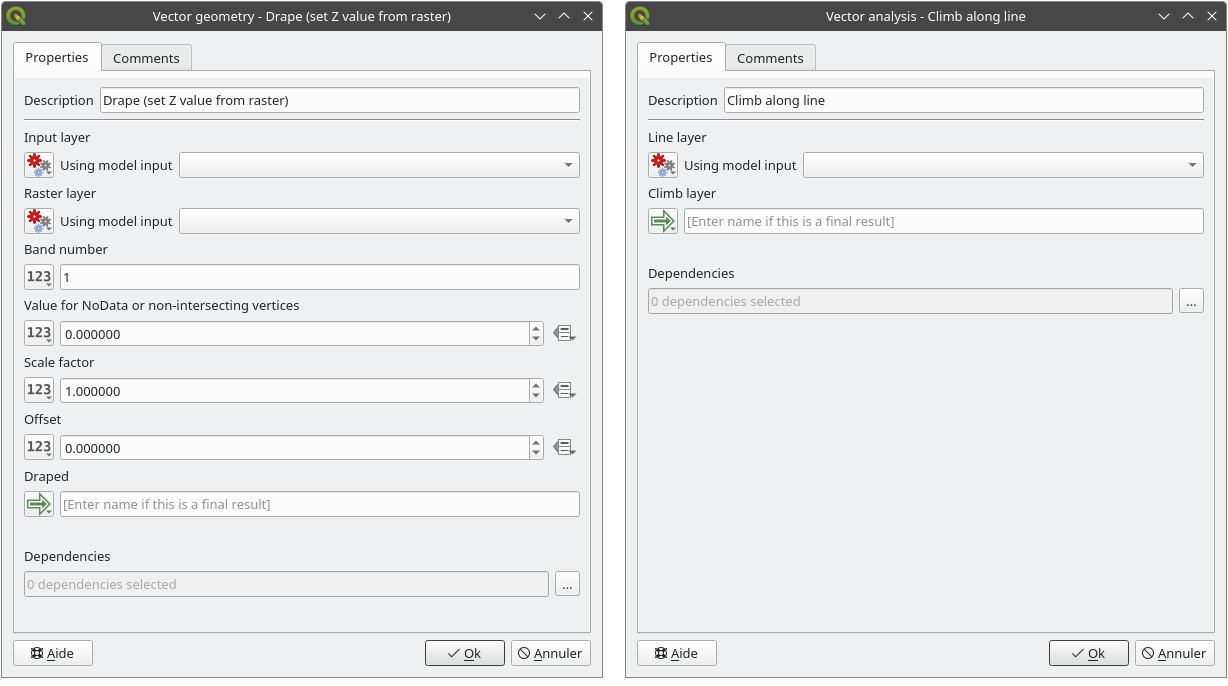 Vector geometry - Drape (set Z value from raster)
Properties
Comments
Description
Drape (set Z value from raster)
Input layer
Using model input
Raster layer
Using model input
Band number
123
1
Value for NoData or non-intersecting vertices
123
0.000000
Scale factor
123
1.000000
Offset
123
0.000000
Draped
[Enter name if this is a final result]
Dependencies
0 dependencies selected
...
Aide
Ok
Annuler
Vector analysis - Climb along line
Properties
Comments
Description
Climb along line
Line layer
Using model input
Climb layer
[Enter name if this is a final result]
Dependencies
0 dependencies selected
...
Aide
Ok
Annuler